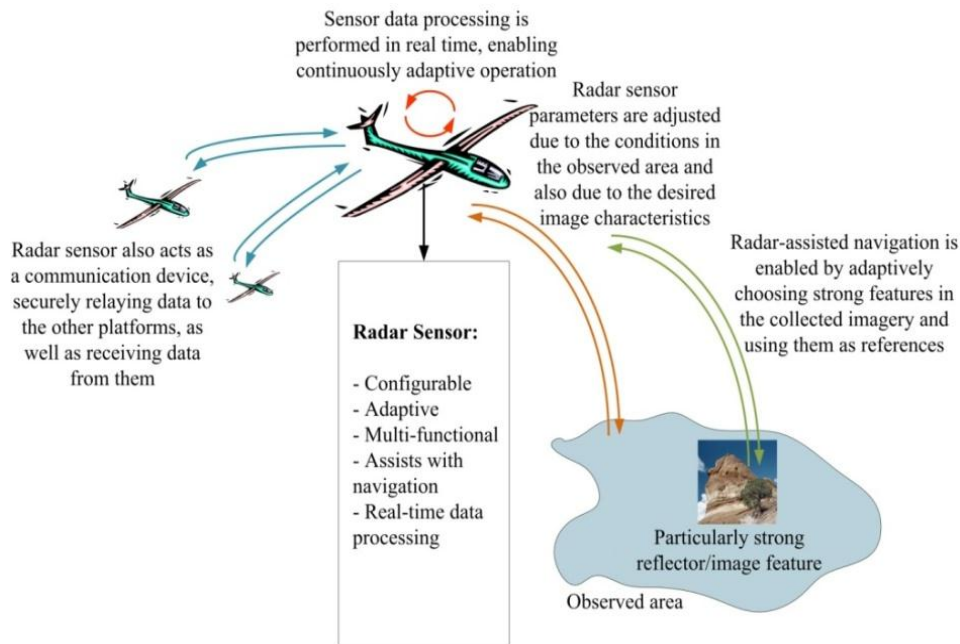 Sensor data processing is
performed in real time, enabling
continuously adaptive operation
Radar sensor
parameters are adjusted
due to the conditions in
the observed area and
also due to the desired
image characteristics
Radar sensor also acts as
a communication device,
securely relaying data to
the other platforms, as
well as receiving data
from them
Radar-assisted navigation is
enabled by adaptively
choosing strong features in
the collected imagery and
using them as references
Radar Sensor:
- Configurable
- Adaptive
- Multi-functional
- Assists with
navigation
- Real-time data
processing
Particularly strong
reflector/image feature
Observed area